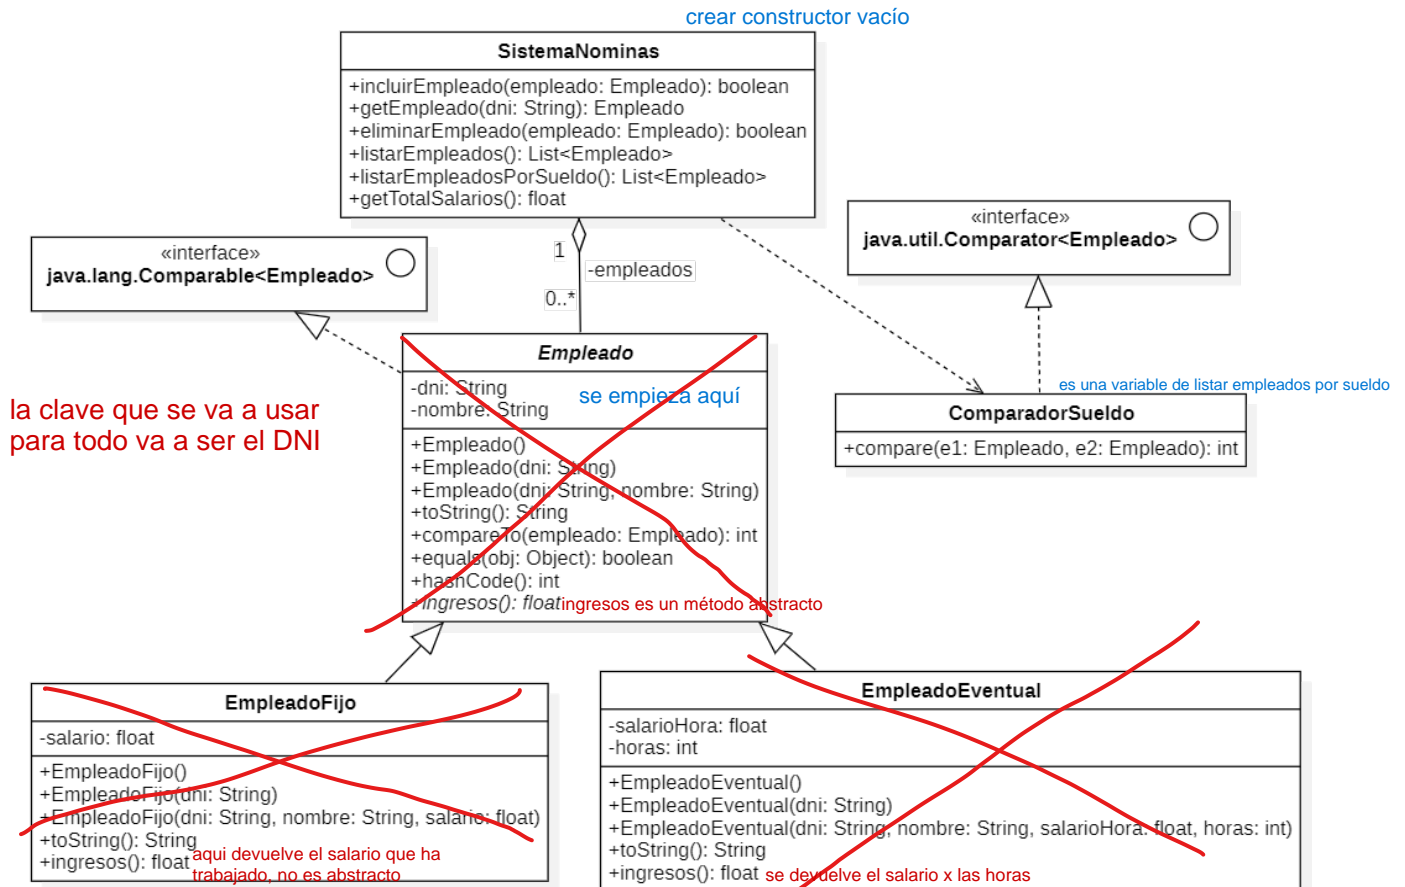 crear constructor vacío
SistemaNominas
+incluirEmpleado(empleado: Empleado): boolean
+getEmpleado(dni: String): Empleado
+eliminarEmpleado(empleado: Empleado): boolean
+listarEmpleados(): List<Empleado>
+listarEmpleadosPorSueldo(): List<Empleado>
+getTotalSalarios(): float
«interface»
java.lang.Comparable<Empleado>
1
-empleados
0..*
«interface»
java.util.Comparator<Empleado>
la clave que se va a usar
para todo va a ser el DNI
Empleado
-dni: String
-nombre: String
se empieza aquí
+Empleado()
+Empleado(dni: String)
+Empleado(dni: String, nombre: String)
+toString(): String
+compareTo(empleado: Empleado): int
+equals(obj: Object): boolean
+hashCode(): int
+ingresos(): float
ingresos es un método abstracto
es una variable de listar empleados por sueldo
ComparadorSueldo
+compare(e1: Empleado, e2: Empleado): int
EmpleadoFijo
-salario: float
+EmpleadoFijo()
+EmpleadoFijo(dni: String)
+EmpleadoFijo(dni: String, nombre: String, salario: float)
+toString(): String
+ingresos(): float
aqui devuelve el salario que ha
trabajado, no es abstracto
EmpleadoEventual
-salarioHora: float
-horas: int
+EmpleadoEventual()
+EmpleadoEventual(dni: String)
+EmpleadoEventual(dni: String, nombre: String, salarioHora: float, horas: int)
+toString(): String
+ingresos(): float
se devuelve el salario x las horas